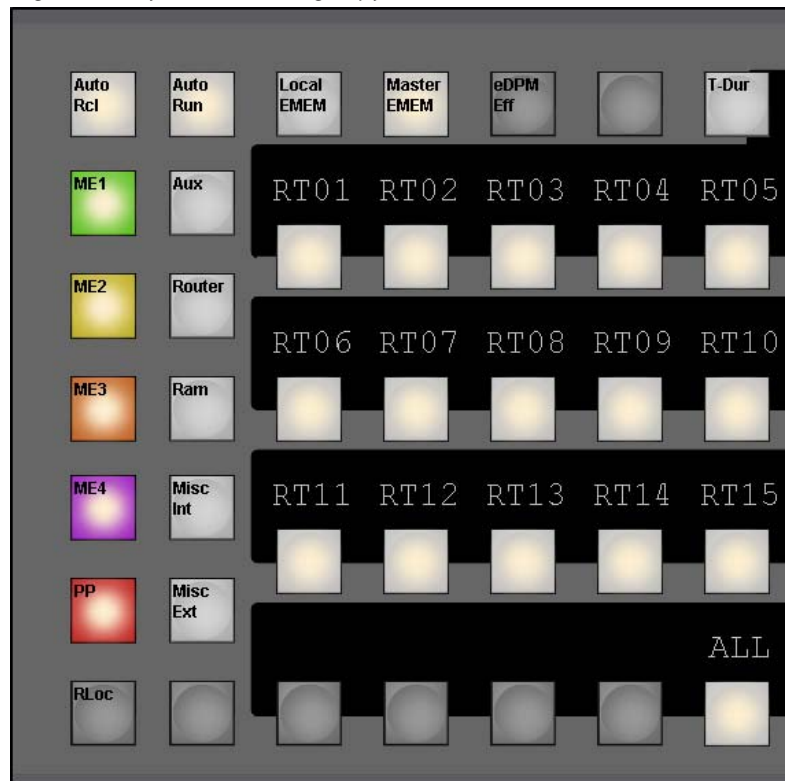 Auto Rcl
Auto Run
Local EMEM
Master EMEM
eDPM Eff
T-Dur
ME1
Aux
RT01 RT02 RT03 RT04 RT05
ME2
Router
RT06 RT07 RT08 RT09 RT10
ME3
Ram
ME4
Misc Int
RT11 RT12 RT13 RT14 RT15
PP
Misc Ext
ALL
RLoc